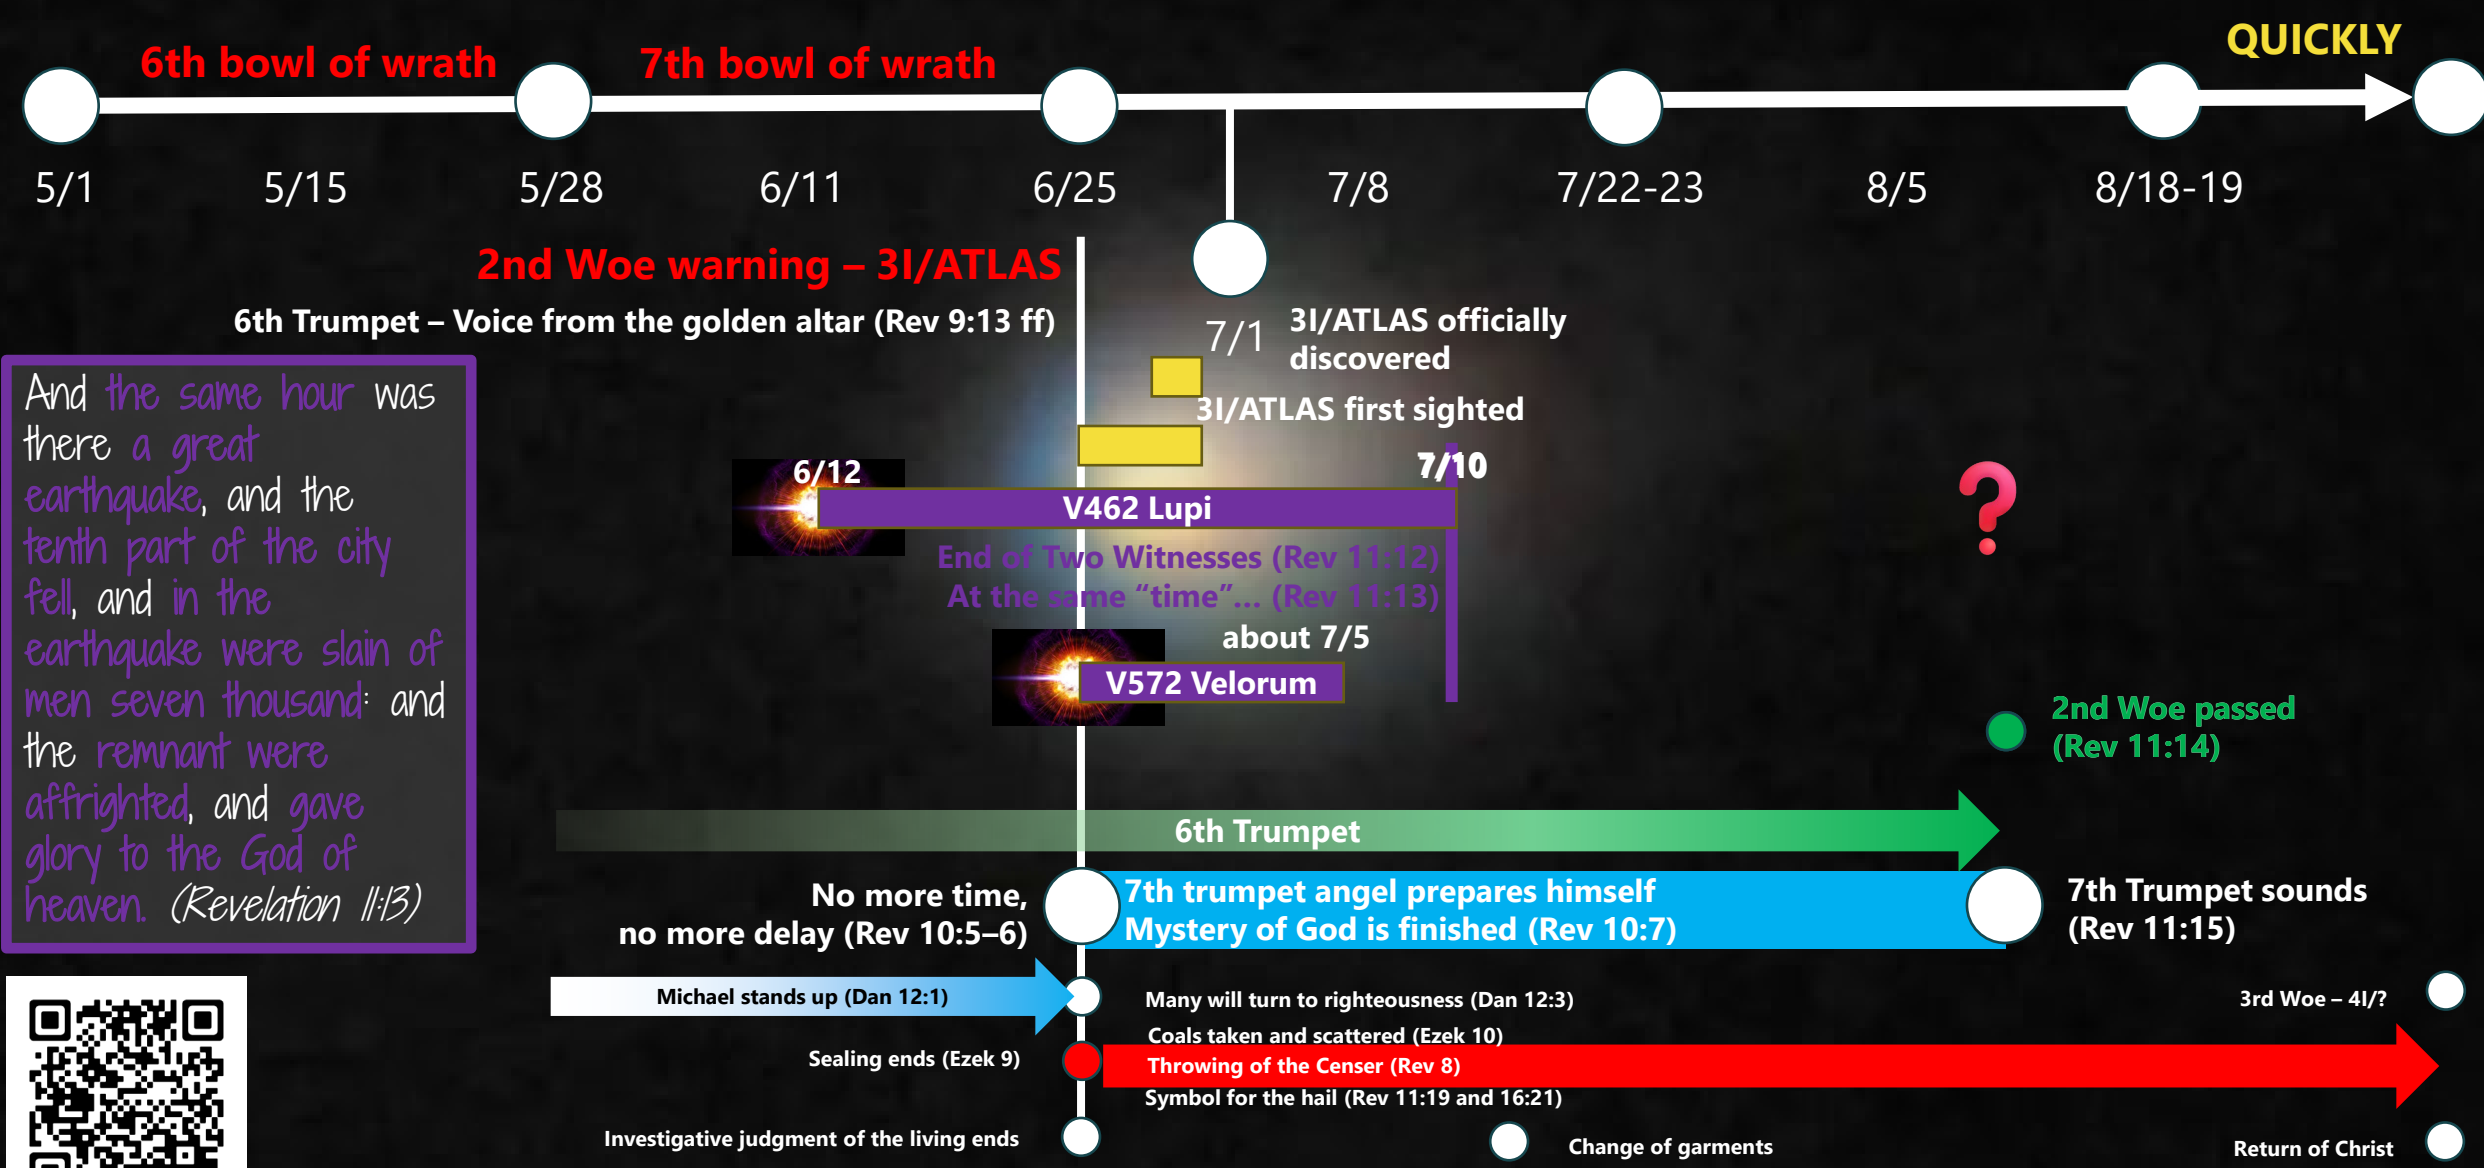 QUICKLY
6th bowl of wrath
7th bowl of wrath
5/1
5/15
5/28
6/11
6/25
7/8
7/22-23
8/5
8/18-19
2nd Woe warning – 3I/ATLAS
6th Trumpet – Voice from the golden altar (Rev 9:13 ff)
7/1
3I/ATLAS officially
discovered
3I/ATLAS first sighted
And the same hour was
there a great
earthquake, and the
tenth part of the city
fell, and in the
earthquake were slain of
men seven thousand: and
the remnant were
affrighted, and gave
glory to the God of
heaven. (Revelation 11:13)
6/12
7/10
V462 Lupi
End of Two Witnesses (Rev 11:12)
At the same “time”... (Rev 11:13)
about 7/5
V572 Velorum
?
2nd Woe passed
(Rev 11:14)
6th Trumpet
No more time,
no more delay (Rev 10:5–6)
7th trumpet angel prepares himself
Mystery of God is finished (Rev 10:7)
7th Trumpet sounds
(Rev 11:15)
Michael stands up (Dan 12:1)
Many will turn to righteousness (Dan 12:3)
3rd Woe – 4I/?
Coals taken and scattered (Ezek 10)
Sealing ends (Ezek 9)
Throwing of the Censer (Rev 8)
Symbol for the hail (Rev 11:19 and 16:21)
Investigative judgment of the living ends
Change of garments
Return of Christ